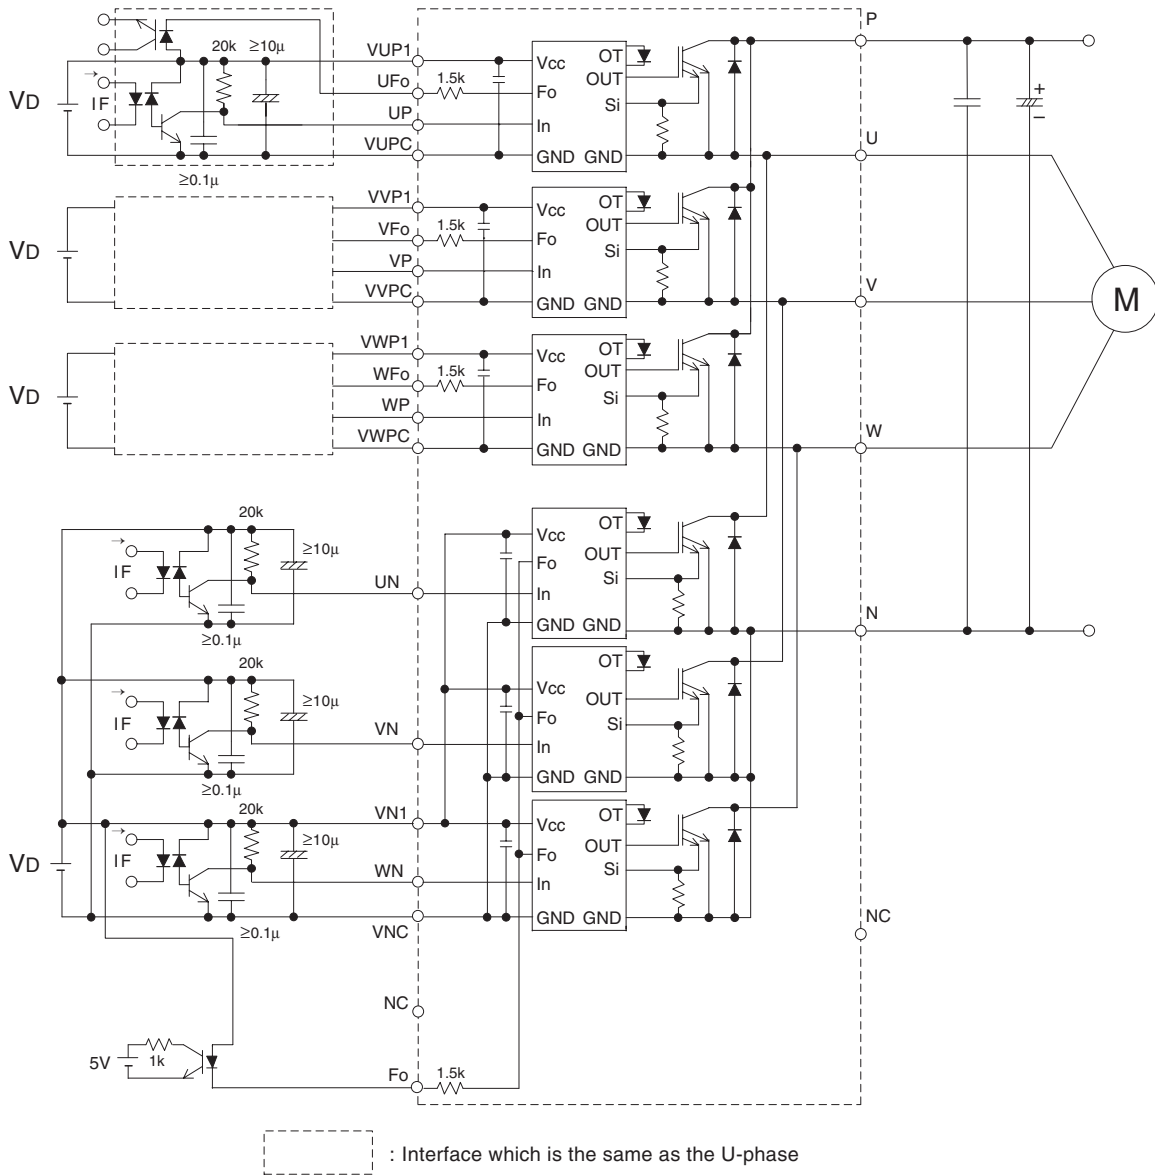 P
20k ≥10µ VUP1 OT
Vcc OUT
1.5k
UFo Fo Si
VD → IF
UP In
VUPC GND GND U
≥0.1µ
+
–
VVP1 Vcc OT
1.5k OUT
VFo Fo Si
VD VP In
VVPC GND GND V
M
VWP1 Vcc OT
1.5k OUT
WFo Fo Si
VD WP In
VWPC GND GND W
20k OT
Vcc OUT
→ ≥10µ Fo
IF Si
UN In
GND GND N
≥0.1µ
20k OT
Vcc OUT
→ ≥10µ
IF Fo Si
VN In
GND GND
≥0.1µ
20k VN1 OT
Vcc OUT
→ ≥10µ
VD IF Fo Si
WN In
GND GND NC
≥0.1µ VNC
NC
5V 1k
Fo 1.5k
: Interface which is the same as the U-phase